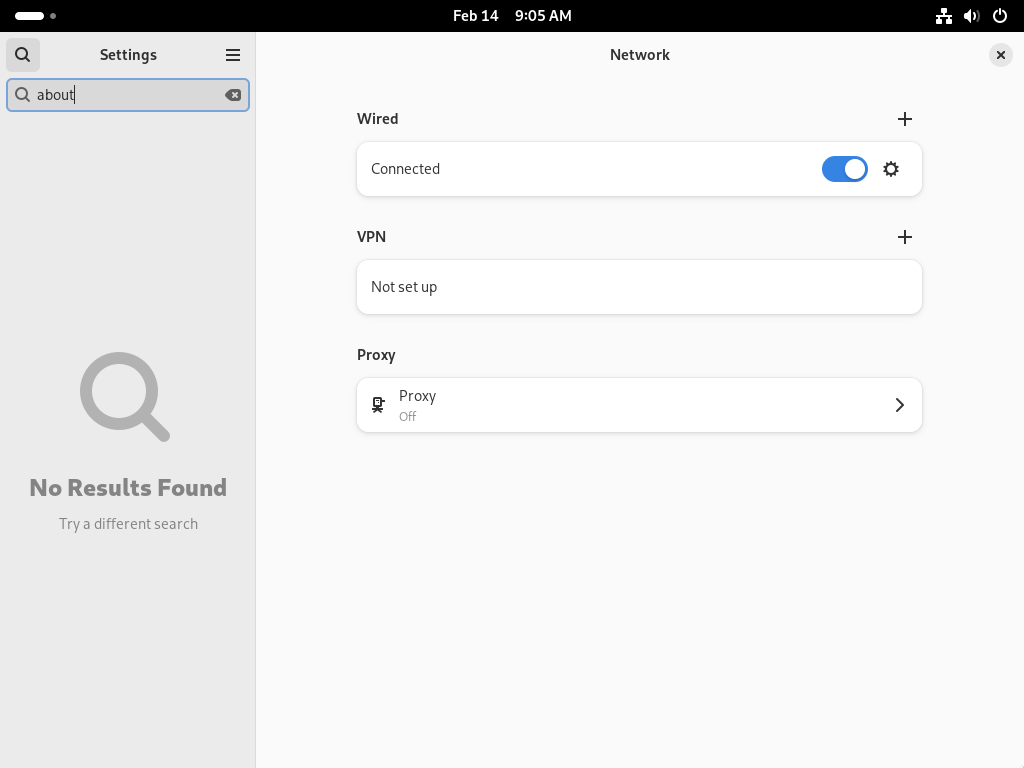 Feb 14 9:05 AM
Settings
Network
about
Wired
Connected
VPN
Not set up
Proxy
Proxy
Off
No Results Found
Try a different search